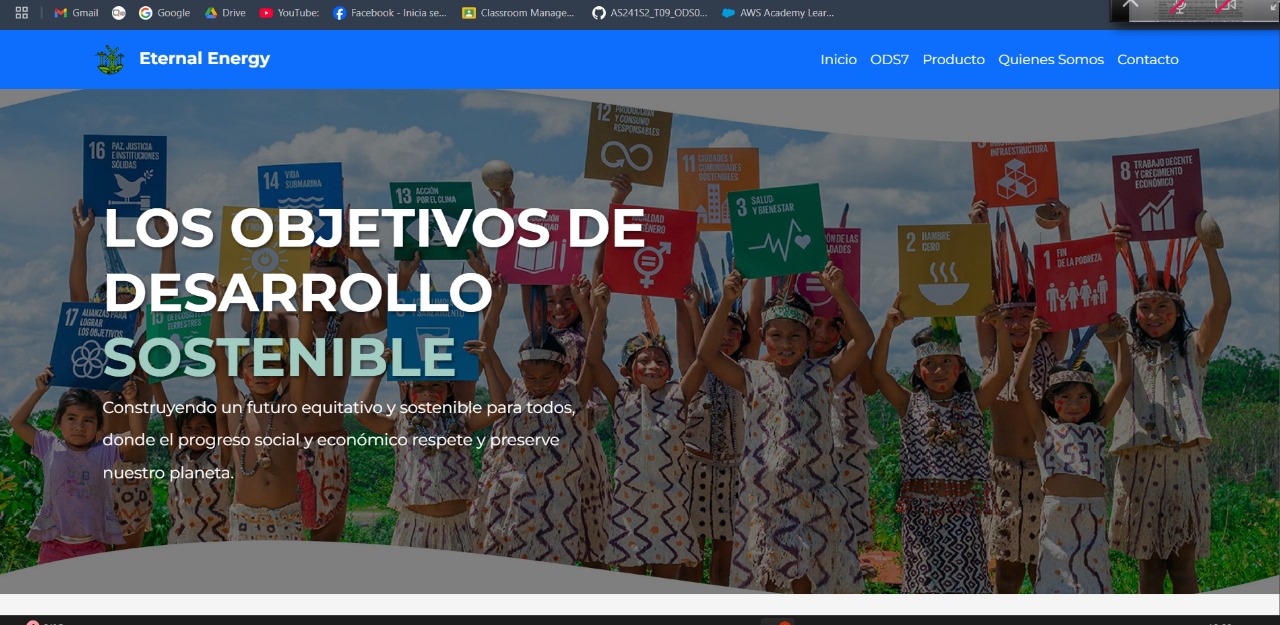 Gmail
Google
Drive
YouTube:
Facebook - Inicia se...
Classroom Manage...
AS241S2_T09_ODS0...
AWS Academy Lear...
Eternal Energy
Inicio
ODS7
Producto
Quienes Somos
Contacto
16 PAZ, JUSTICIA
E INSTITUCIONES
SÓLIDAS
14 VIDA
SUBMARINA
13 ACCIÓN
POR EL CLIMA
12 PRODUCCIÓN
Y CONSUMO
RESPONSABLES
11 CIUDADES Y
COMUNIDADES
SOSTENIBLES
3 SALUD
Y BIENESTAR
INFRAESTRUCTURA
8 TRABAJO DECENTE
Y CRECIMIENTO
ECONÓMICO
2 HAMBRE
CERO
1 FIN
DE LA POBREZA
17 ALIANZAS PARA
LOGRAR
LOS OBJETIVOS
15
TERRESTRES
LOS OBJETIVOS DE
DESARROLLO
SOSTENIBLE
Construyendo un futuro equitativo y sostenible para todos,
donde el progreso social y económico respete y preserve
nuestro planeta.